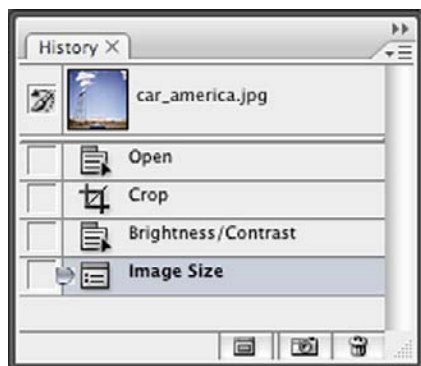 History
car_america.jpg
Open
Crop
Brightness/Contrast
Image Size